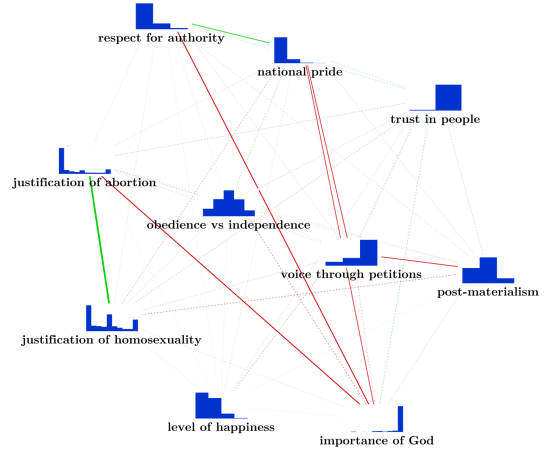 respect for authority
national pride
trust in people
justification of abortion
obedience vs independence
voice through petitions
post-materialism
justification of homosexuality
level of happiness
importance of God